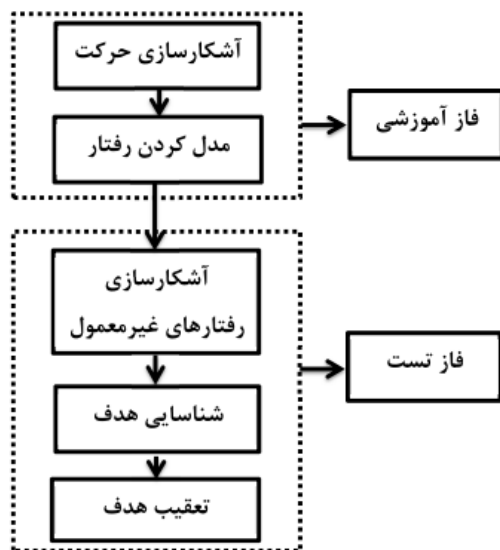 آشکارسازی حرکت
مدل کردن رفتار
فاز آموزشی
آشکارسازی
رفتارهای غیرمعمول
شناسایی هدف
تعقیب هدف
فاز تست